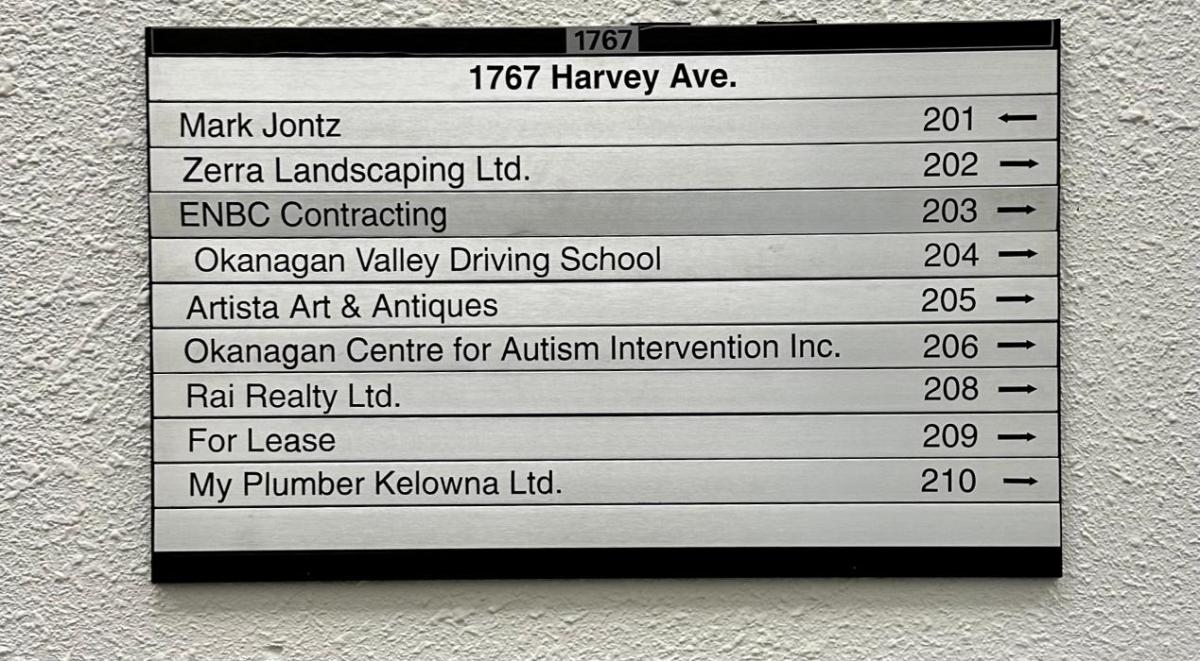 1767
1767 Harvey Ave.
Mark Jontz 201 ←
Zerra Landscaping Ltd. 202 →
ENBC Contracting 203 →
Okanagan Valley Driving School 204 →
Artista Art & Antiques 205 →
Okanagan Centre for Autism Intervention Inc. 206 →
Rai Realty Ltd. 208 →
For Lease 209 →
My Plumber Kelowna Ltd. 210 →